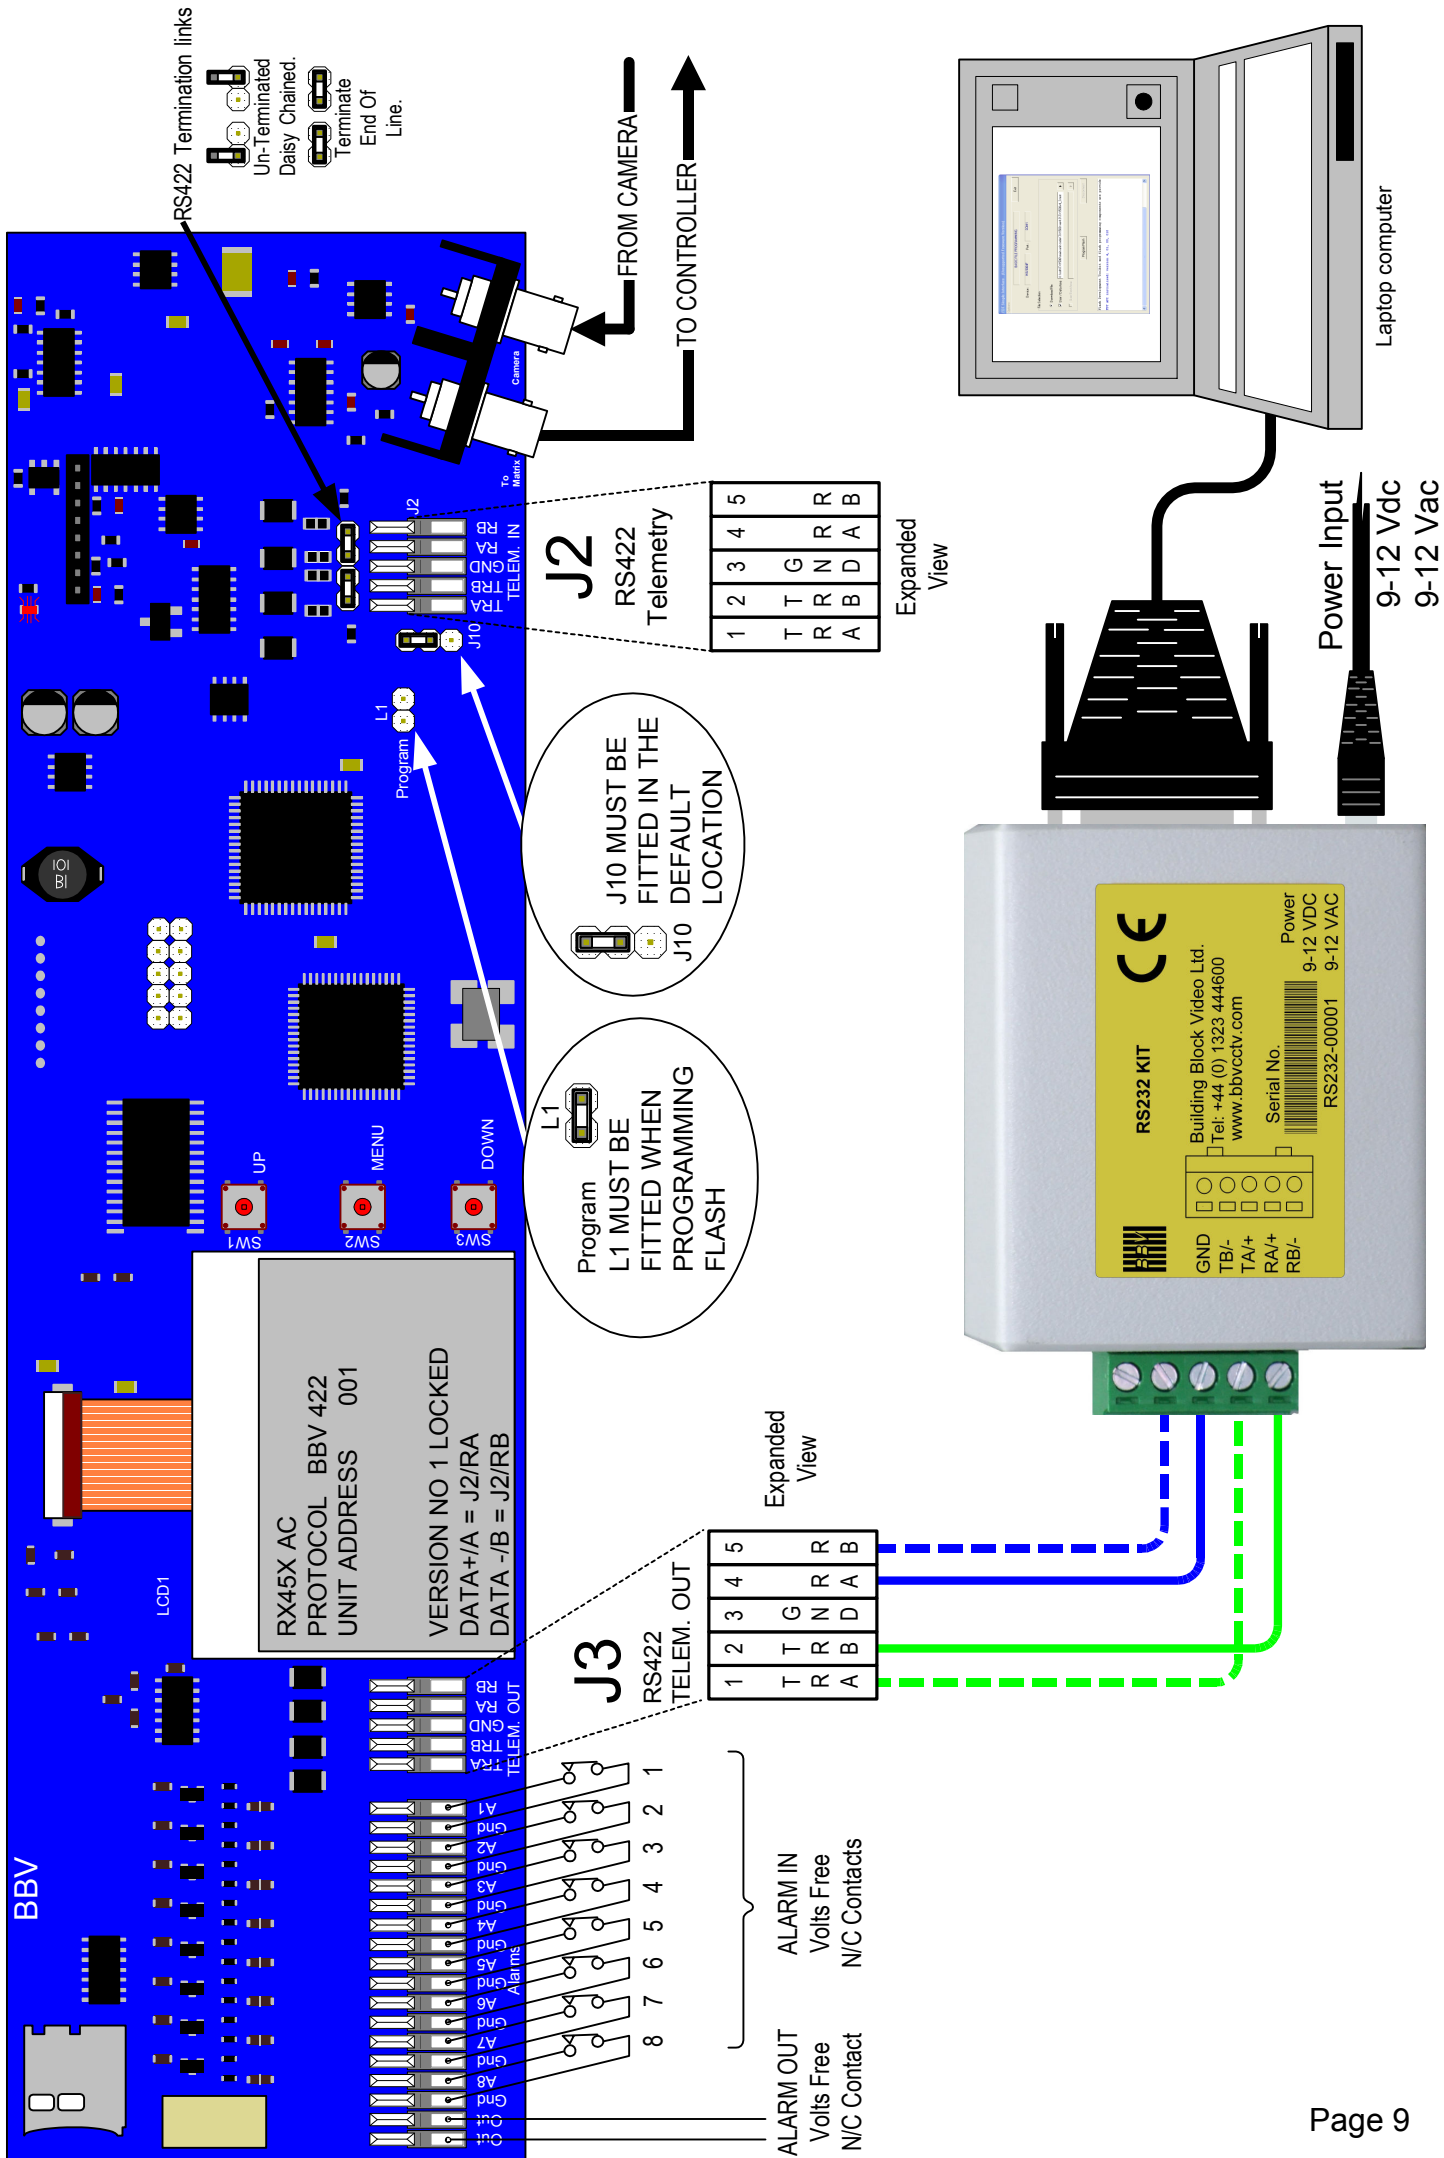 RS422 Termination links
Un-Terminated
Daisy Chained.
Terminate
End Of
Line.
FROM CAMERA
TO CONTROLLER
Camera
To
Matrix
J2
TRA
TRB
GND
RA
RB
TELEM. IN
J10
L1
Program
J2
RS422
Telemetry
1 2 3 4 5
T T G
R R N R R
A B D A B
Expanded
View
J10 MUST BE
FITTED IN THE
DEFAULT
LOCATION
J10
L1
Program
L1 MUST BE
FITTED WHEN
PROGRAMMING
FLASH
UP
MENU
DOWN
SW1
SW2
SW3
RX45X AC
PROTOCOL BBV 422
UNIT ADDRESS 001
VERSION NO 1 LOCKED
DATA+/A = J2/RA
DATA -/B = J2/RB
LCD1
BBV
TRA
TRB
GND
RA
RB
TELEM. OUT
J3
RS422
TELEM. OUT
1 2 3 4 5
T T G
R R N R R
A B D A B
Expanded
View
A1
Gnd
A2
Gnd
A3
Gnd
A4
Gnd
A5
Gnd
A6
Gnd
A7
Gnd
A8
Gnd
Out
Out
Alarms
1
2
3
4
5
6
7
8
ALARM IN
Volts Free
N/C Contacts
ALARM OUT
Volts Free
N/C Contact
Laptop computer
Power Input
9-12 Vdc
9-12 Vac
RS232 KIT
CE
Building Block Video Ltd.
Tel: +44 (0) 1323 444600
www.bbvcctv.com
Serial No.
RS232-00001
Power
9-12 VDC
9-12 VAC
BBV
GND
TB/-
TA/+
RA/+
RB/-
Page 9